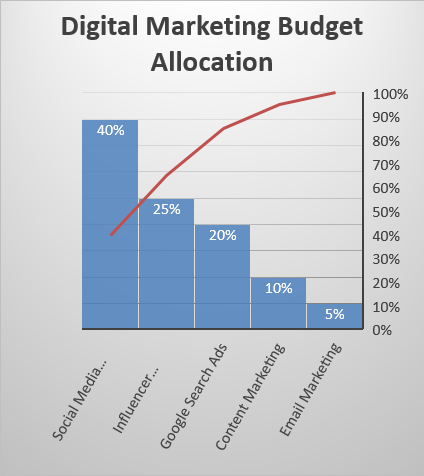 Digital Marketing Budget
Allocation
100%
90%
80%
70%
60%
50%
40%
30%
20%
10%
0%
40%
25%
20%
10%
5%
Social Media...
Influencer...
Google Search Ads
Content Marketing
Email Marketing